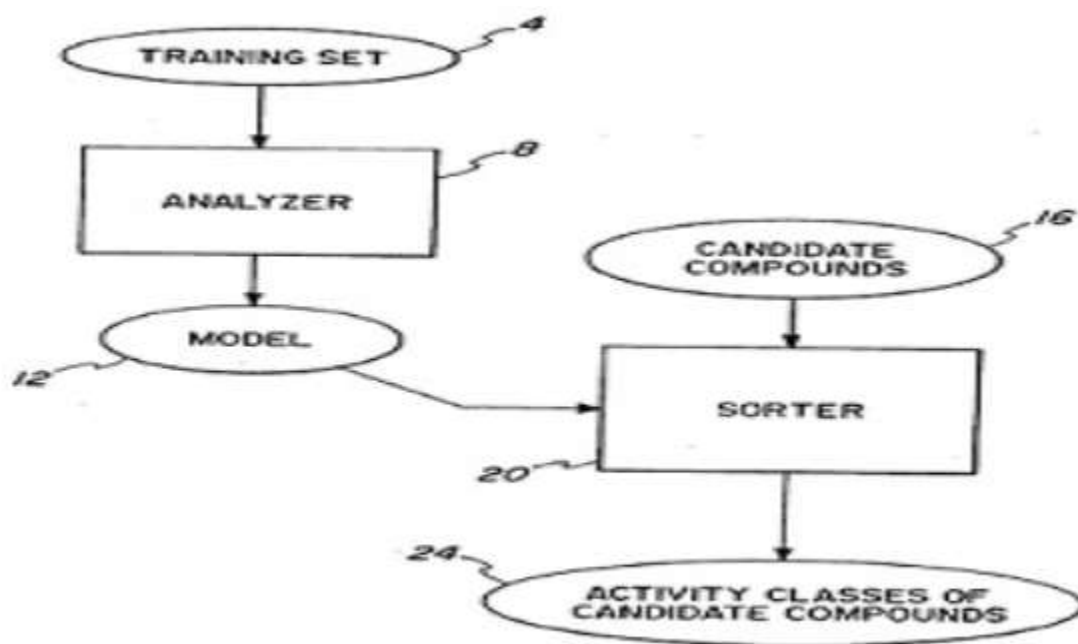 4
TRAINING SET
8
ANALYZER
16
CANDIDATE
COMPOUNDS
MODEL
12
SORTER
20
24
ACTIVITY CLASSES OF
CANDIDATE COMPOUNDS